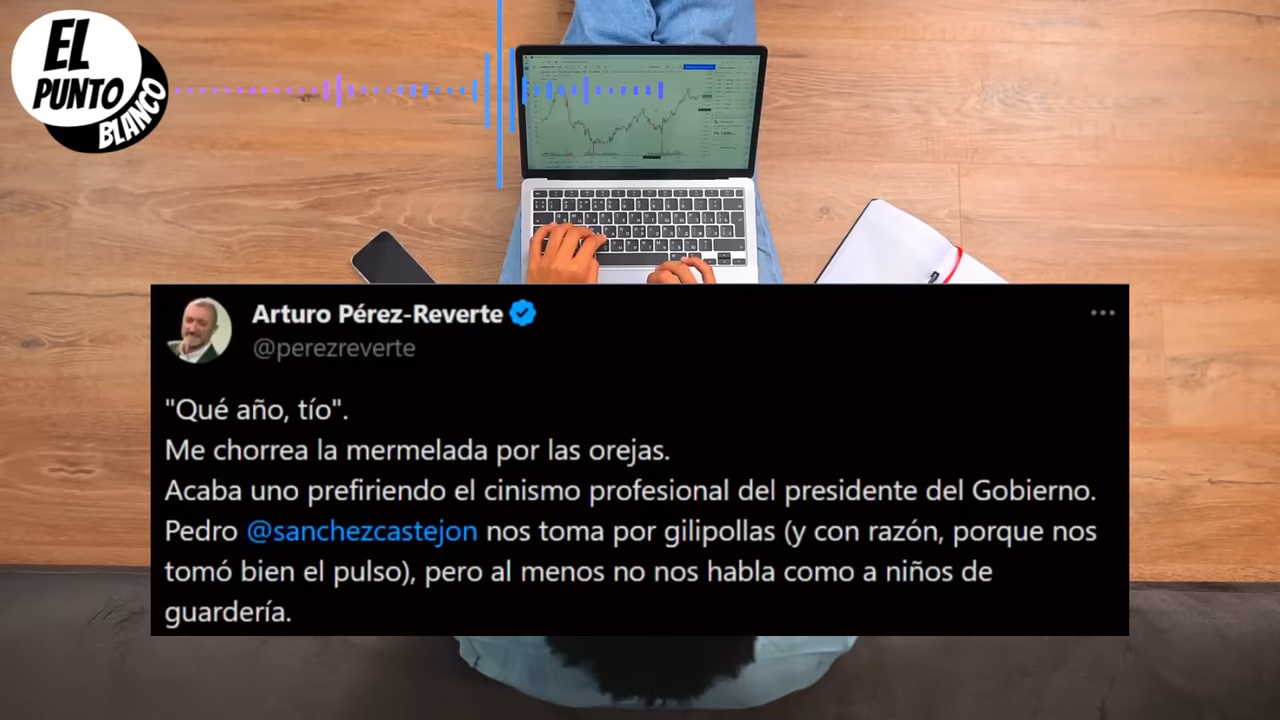 EL
PUNTO
BLANCO
Arturo Pérez-Reverte
@perezreverte
"Qué año, tío".
Me chorrea la mermelada por las orejas.
Acaba uno prefiriendo el cinismo profesional del presidente del Gobierno.
Pedro @sanchezcastejon nos toma por gilipollas (y con razón, porque nos
tomó bien el pulso), pero al menos no nos habla como a niños de
guardería.